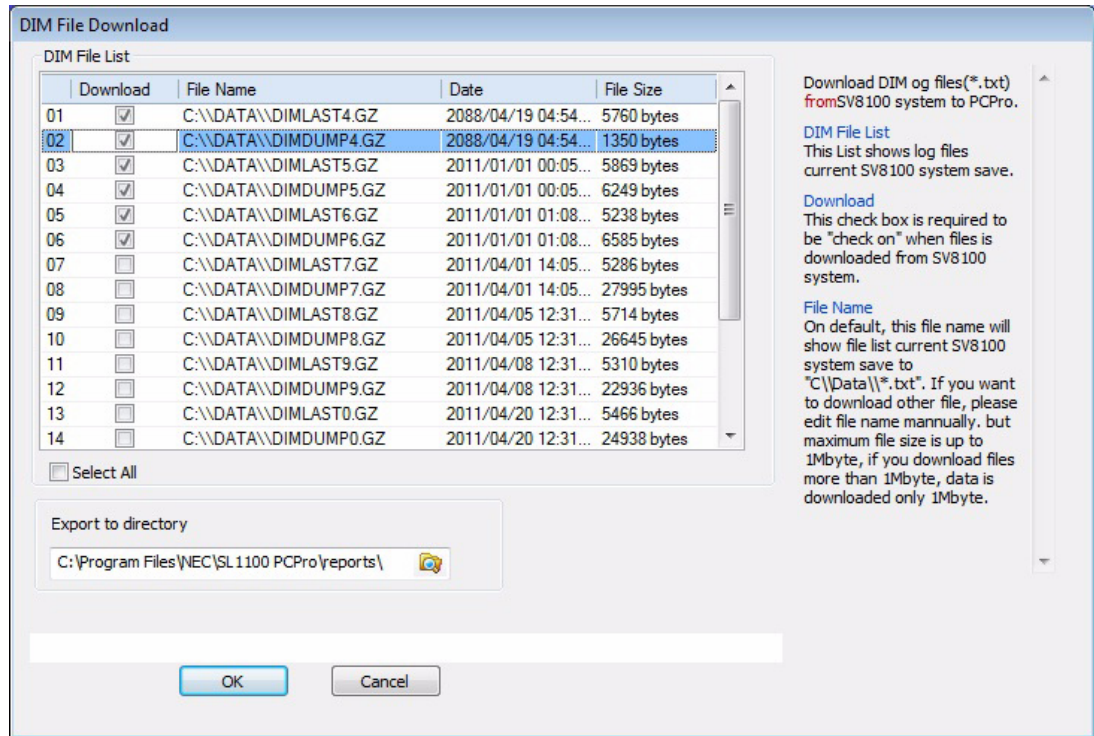 DIM File Download
DIM File List
Download File Name Date File Size
01 C:\\DATA\\DIMLAST4.GZ 2088/04/19 04:54... 5760 bytes
02 C:\\DATA\\DIMDUMP4.GZ 2088/04/19 04:54... 1350 bytes
03 C:\\DATA\\DIMLAST5.GZ 2011/01/01 00:05... 5869 bytes
04 C:\\DATA\\DIMDUMP5.GZ 2011/01/01 00:05... 6249 bytes
05 C:\\DATA\\DIMLAST6.GZ 2011/01/01 01:08... 5238 bytes
06 C:\\DATA\\DIMDUMP6.GZ 2011/01/01 01:08... 6585 bytes
07 C:\\DATA\\DIMLAST7.GZ 2011/04/01 14:05... 5286 bytes
08 C:\\DATA\\DIMDUMP7.GZ 2011/04/01 14:05... 27995 bytes
09 C:\\DATA\\DIMLAST8.GZ 2011/04/05 12:31... 5714 bytes
10 C:\\DATA\\DIMDUMP8.GZ 2011/04/05 12:31... 26645 bytes
11 C:\\DATA\\DIMLAST9.GZ 2011/04/08 12:31... 5310 bytes
12 C:\\DATA\\DIMDUMP9.GZ 2011/04/08 12:31... 22936 bytes
13 C:\\DATA\\DIMLAST0.GZ 2011/04/20 12:31... 5466 bytes
14 C:\\DATA\\DIMDUMP0.GZ 2011/04/20 12:31... 24938 bytes
Select All
Export to directory
C:\Program Files\NEC\SL1100 PCPro\reports\
OK Cancel
Download DIM og files(*.txt)
fromSV8100 system to PCPro.
DIM File List
This List shows log files
current SV8100 system save.
Download
This check box is required to
be "check on" when files is
downloaded from SV8100
system.
File Name
On default, this file name will
show file list current SV8100
system save to
"C\\Data\\*.txt". If you want
to download other file, please
edit file name mannually. but
maximum file size is up to
1Mbyte, if you download files
more than 1Mbyte, data is
downloaded only 1Mbyte.